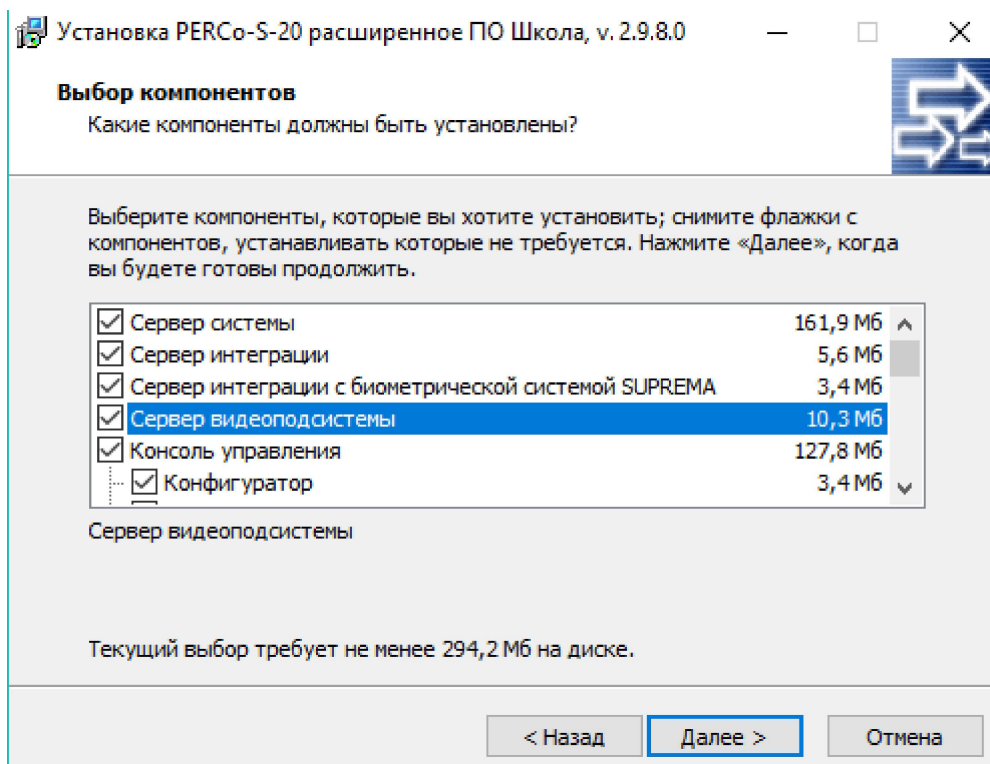 Установка PERCo-S-20 расширенное ПО Школа, v. 2.9.8.0
Выбор компонентов
Какие компоненты должны быть установлены?
Выберите компоненты, которые вы хотите установить; снимите флажки с
компонентов, устанавливать которые не требуется. Нажмите «Далее», когда
вы будете готовы продолжить.
Сервер системы 161,9 Мб
Сервер интеграции 5,6 Мб
Сервер интеграции с биометрической системой SUPREMA 3,4 Мб
Сервер видеоподсистемы 10,3 Мб
Консоль управления 127,8 Мб
Конфигуратор 3,4 Мб
Сервер видеоподсистемы
Текущий выбор требует не менее 294,2 Мб на диске.
< Назад Далее > Отмена